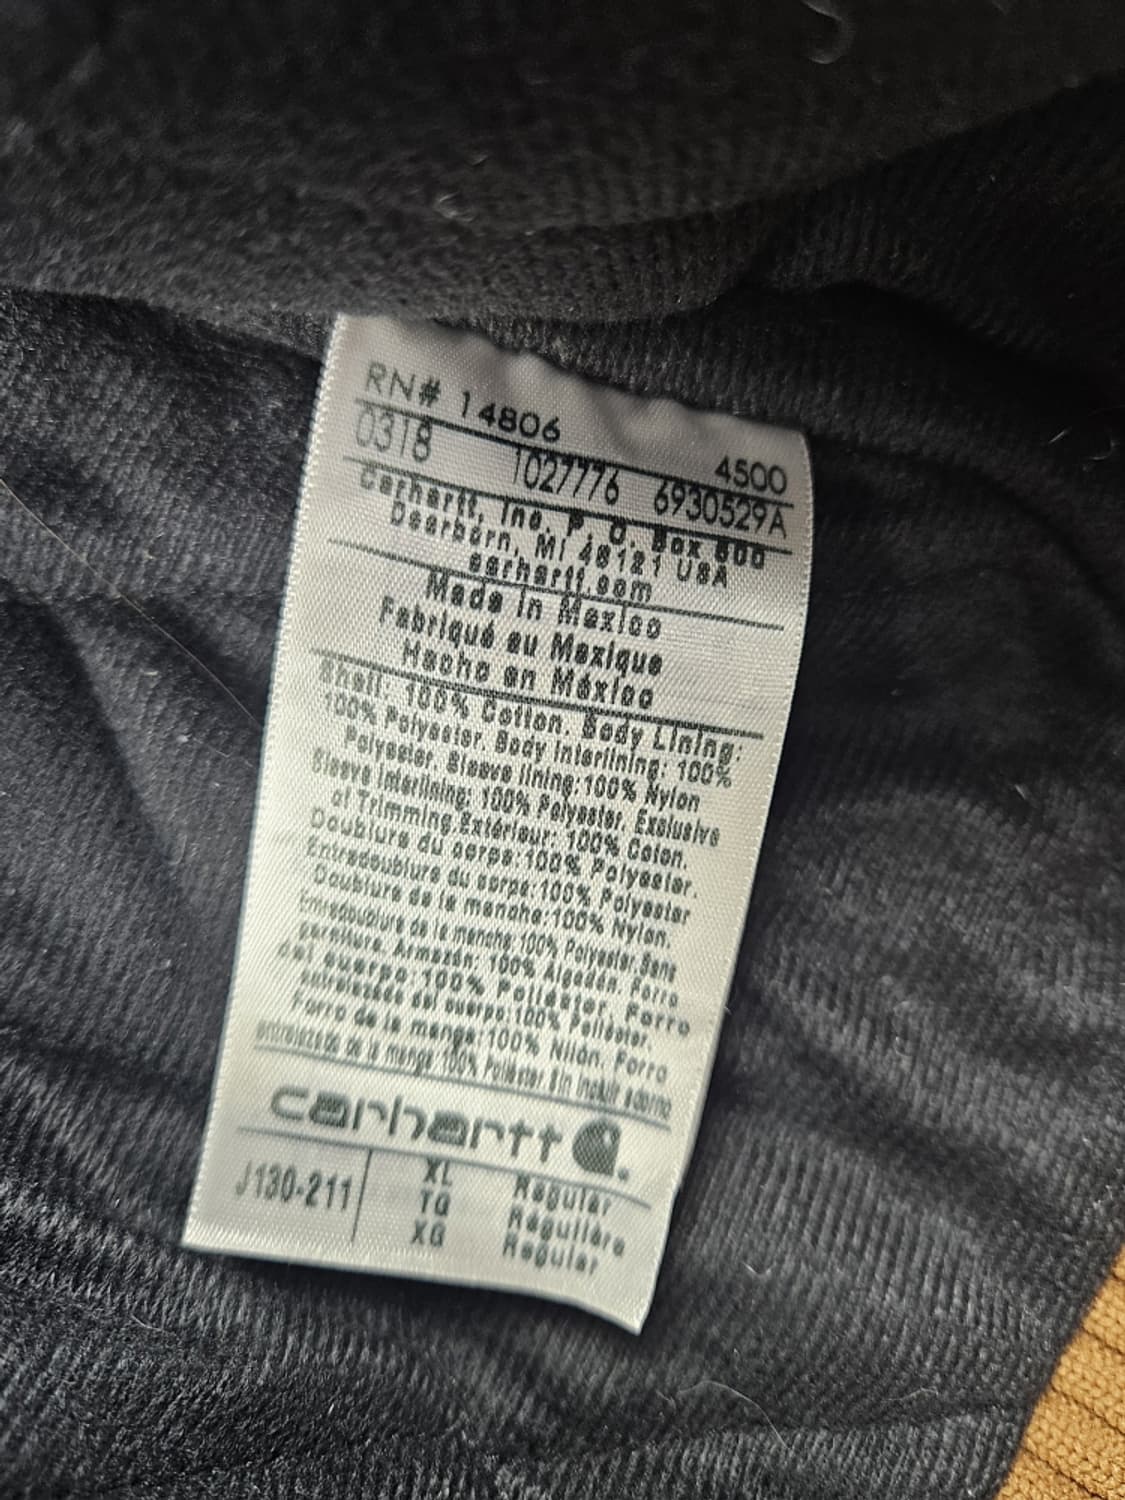 RN# 14806 4500
0318 1027776 6930529A
Carhartt, Inc. P. O. Box 600
Dearborn, MI 48121 USA
carhartt.com
Made in Mexico
Fabriqué au Mexique
Hecho en México
Shell: 100% Cotton. Body Lining:
100% Polyester. Body Interlining: 100%
Polyester. Sleeve lining:100% Nylon
Sleeve Interlining: 100% Polyester. Exclusive
of Trimming.Extérieur: 100% Coton.
Doublure du corps:100% Polyester.
Entredoublure du corps:100% Polyester
Doublure de la manche:100% Nylon.
Entredoublure de la manche:100% Polyester.Sans
garniture. Armazón: 100% Algodón. Forro
del cuerpo:100% Poliéster. Forro
entrelazado del cuerpo:100% Poliéster.
Forro de la manga:100% Nilón. Forro
entrelazado de la manga 100% Poliéster Sin incluir adorno
carhartt
J130-211 XL Regular
TG Régulière
XG Regular